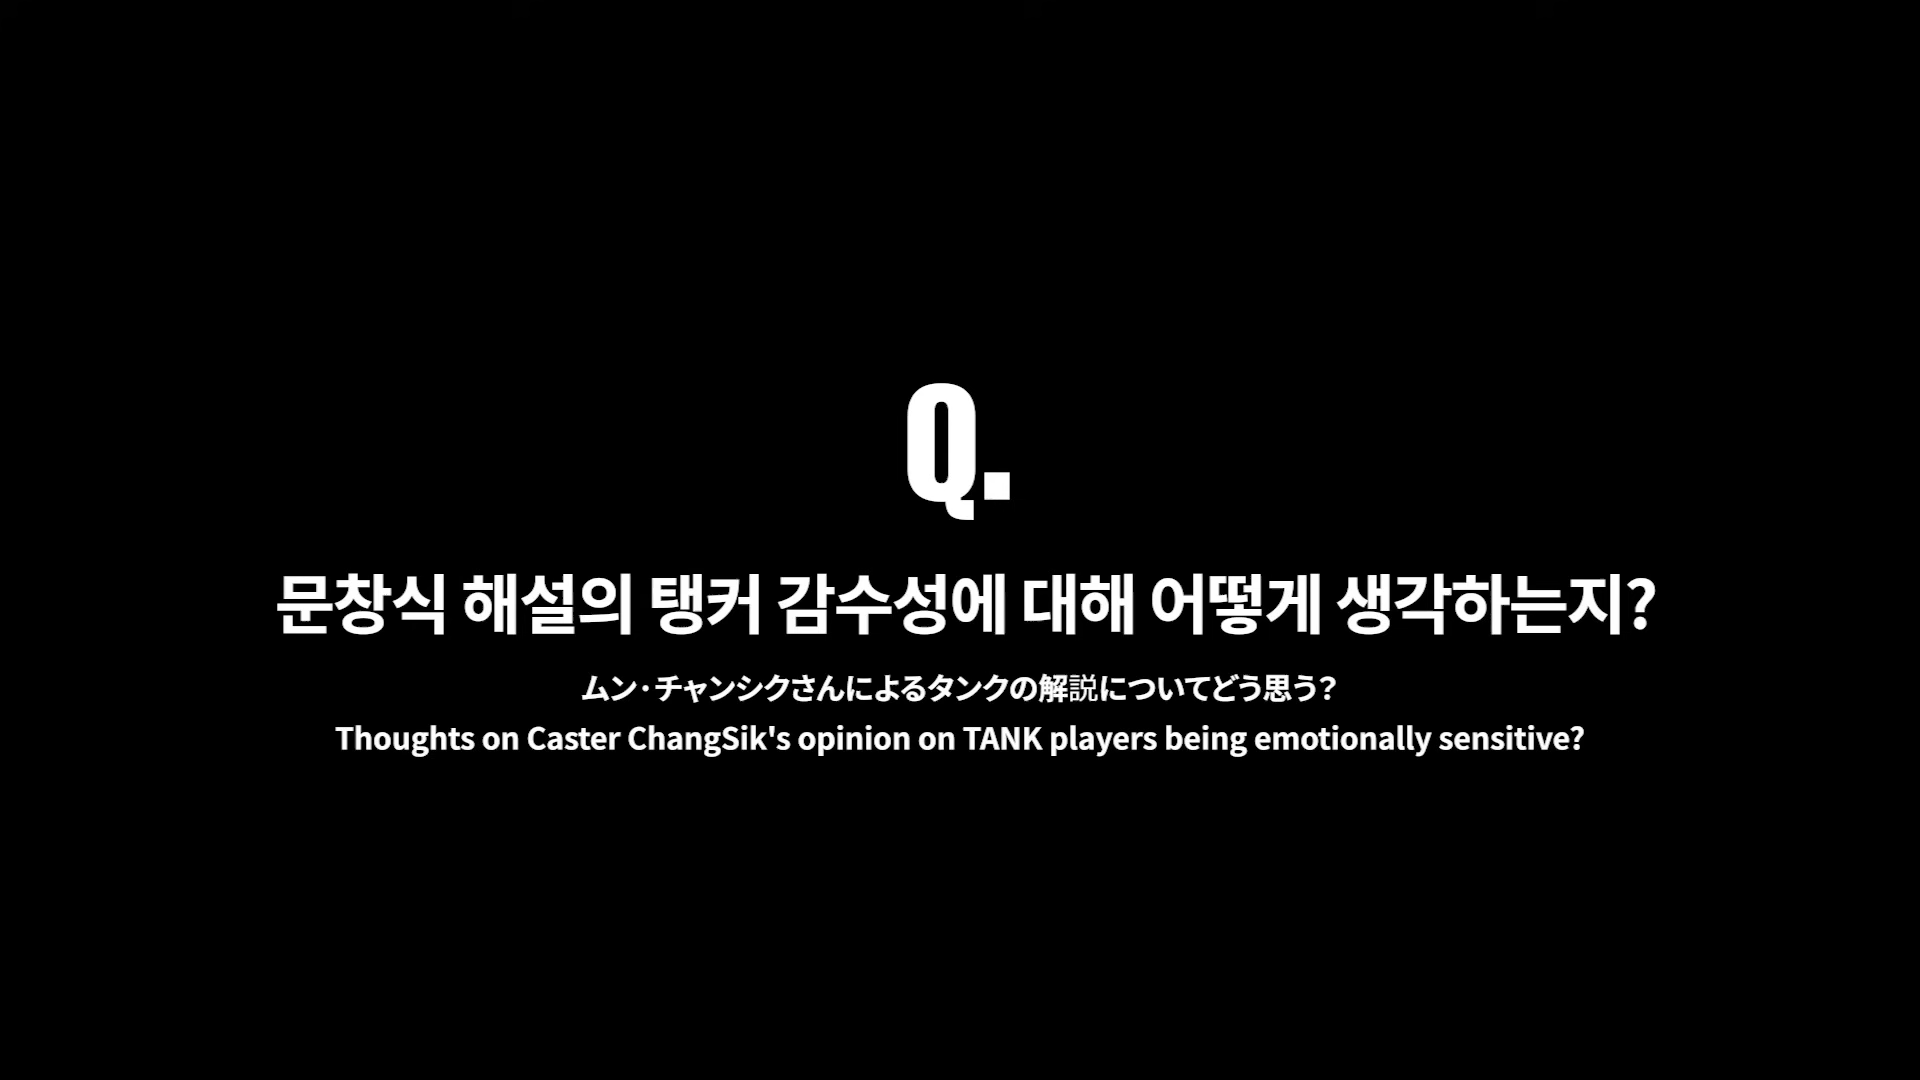 Q.
문창식 해설의 탱커 감수성에 대해 어떻게 생각하는지?
ムン·チャンシクさんによるタンクの解説についてどう思う?
Thoughts on Caster ChangSik's opinion on TANK players being emotionally sensitive?